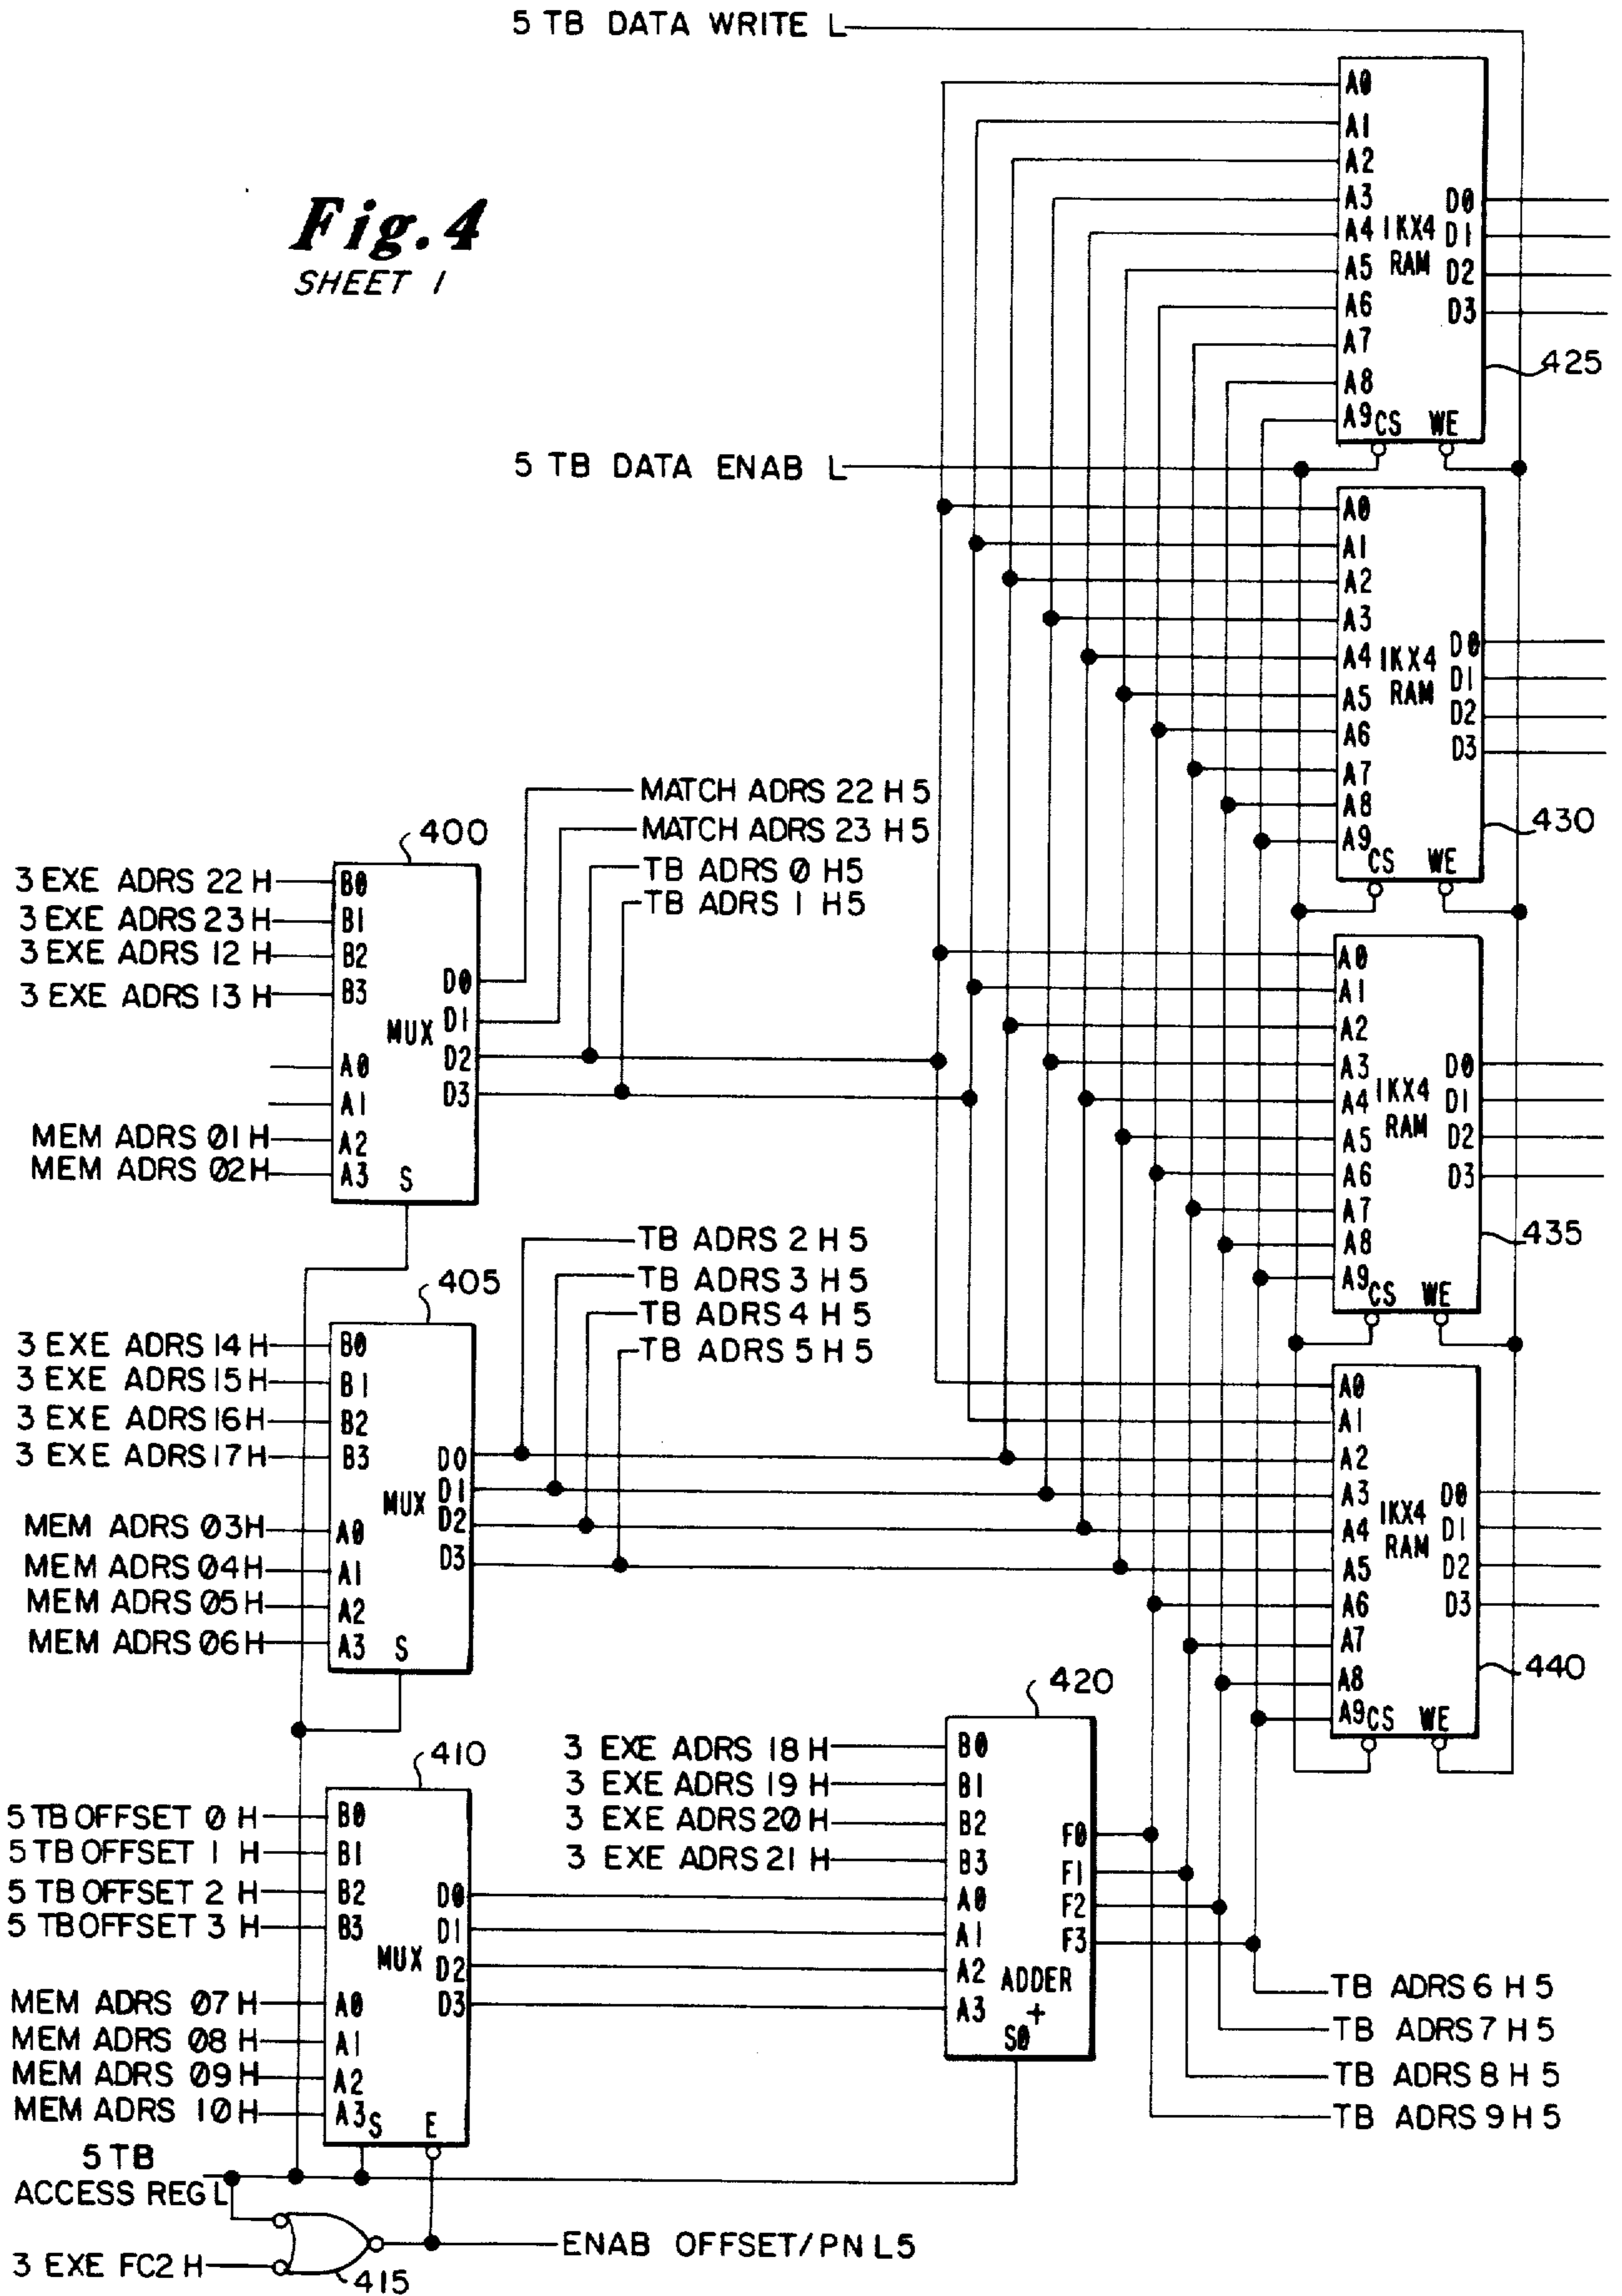 5 TB DATA WRITE L
Fig. 4
SHEET 1
A0
A1
A2
A3
A4
A5
A6
A7
A8
A9
1KX4
RAM
D0
D1
D2
D3
CS
WE
425
5 TB DATA ENAB L
A0
A1
A2
A3
A4
A5
A6
A7
A8
A9
1KX4
RAM
D0
D1
D2
D3
CS
WE
430
MATCH ADRS 22 H 5
MATCH ADRS 23 H 5
TB ADRS 0 H5
TB ADRS 1 H5
400
3 EXE ADRS 22 H
3 EXE ADRS 23 H
3 EXE ADRS 12 H
3 EXE ADRS 13 H
MEM ADRS 01 H
MEM ADRS 02 H
B0
B1
B2
B3
A0
A1
A2
A3
MUX
D0
D1
D2
D3
S
A0
A1
A2
A3
A4
A5
A6
A7
A8
A9
1KX4
RAM
D0
D1
D2
D3
CS
WE
435
TB ADRS 2 H 5
TB ADRS 3 H 5
TB ADRS 4 H 5
TB ADRS 5 H 5
405
3 EXE ADRS 14 H
3 EXE ADRS 15 H
3 EXE ADRS 16 H
3 EXE ADRS 17 H
MEM ADRS 03 H
MEM ADRS 04 H
MEM ADRS 05 H
MEM ADRS 06 H
B0
B1
B2
B3
A0
A1
A2
A3
MUX
D0
D1
D2
D3
S
A0
A1
A2
A3
A4
A5
A6
A7
A8
A9
1KX4
RAM
D0
D1
D2
D3
CS
WE
440
410
5 TB OFFSET 0 H
5 TB OFFSET 1 H
5 TB OFFSET 2 H
5 TB OFFSET 3 H
MEM ADRS 07 H
MEM ADRS 08 H
MEM ADRS 09 H
MEM ADRS 10 H
B0
B1
B2
B3
A0
A1
A2
A3
MUX
D0
D1
D2
D3
S
E
420
3 EXE ADRS 18 H
3 EXE ADRS 19 H
3 EXE ADRS 20 H
3 EXE ADRS 21 H
B0
B1
B2
B3
A0
A1
A2
A3
F0
F1
F2
F3
ADDER
+
S0
TB ADRS 6 H 5
TB ADRS 7 H 5
TB ADRS 8 H 5
TB ADRS 9 H 5
5 TB
ACCESS REG L
3 EXE FC2 H
415
ENAB OFFSET/PN L5